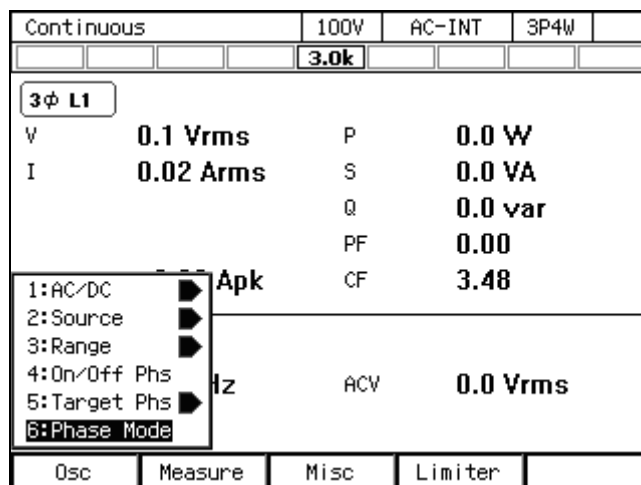 Continuous 100V AC-INT 3P4W
3.0k
3φ L1
V 0.1 Vrms P 0.0 W
I 0.02 Arms S 0.0 VA
Q 0.0 var
PF 0.00
Apk CF 3.48
1:AC/DC
2:Source
3:Range
4:On/Off Phs
5:Target Phs
6:Phase Mode
Hz ACV 0.0 Vrms
Osc Measure Misc Limiter